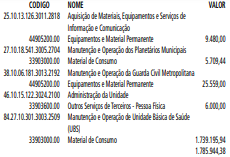 CODIGO NOME VALOR
25.10.13.126.3011.2818 Aquisição de Materiais, Equipamentos e Serviços de
Informação e Comunicação
44905200.00 Equipamentos e Material Permanente 9.480,00
27.10.18.541.3005.2704 Manutenção e Operação dos Planetários Municipais
33903000.00 Material de Consumo 5.709,44
38.10.06.181.3013.2192 Manutenção e Operação da Guarda Civil Metropolitana
44905200.00 Equipamentos e Material Permanente 25.559,00
46.10.15.122.3024.2100 Administração da Unidade
33903600.00 Outros Serviços de Terceiros - Pessoa Física 6.000,00
84.27.10.301.3003.2509 Manutenção e Operação de Unidade Básica de Saúde
(UBS)
33903000.00 Material de Consumo 1.739.195,94
1.785.944,38